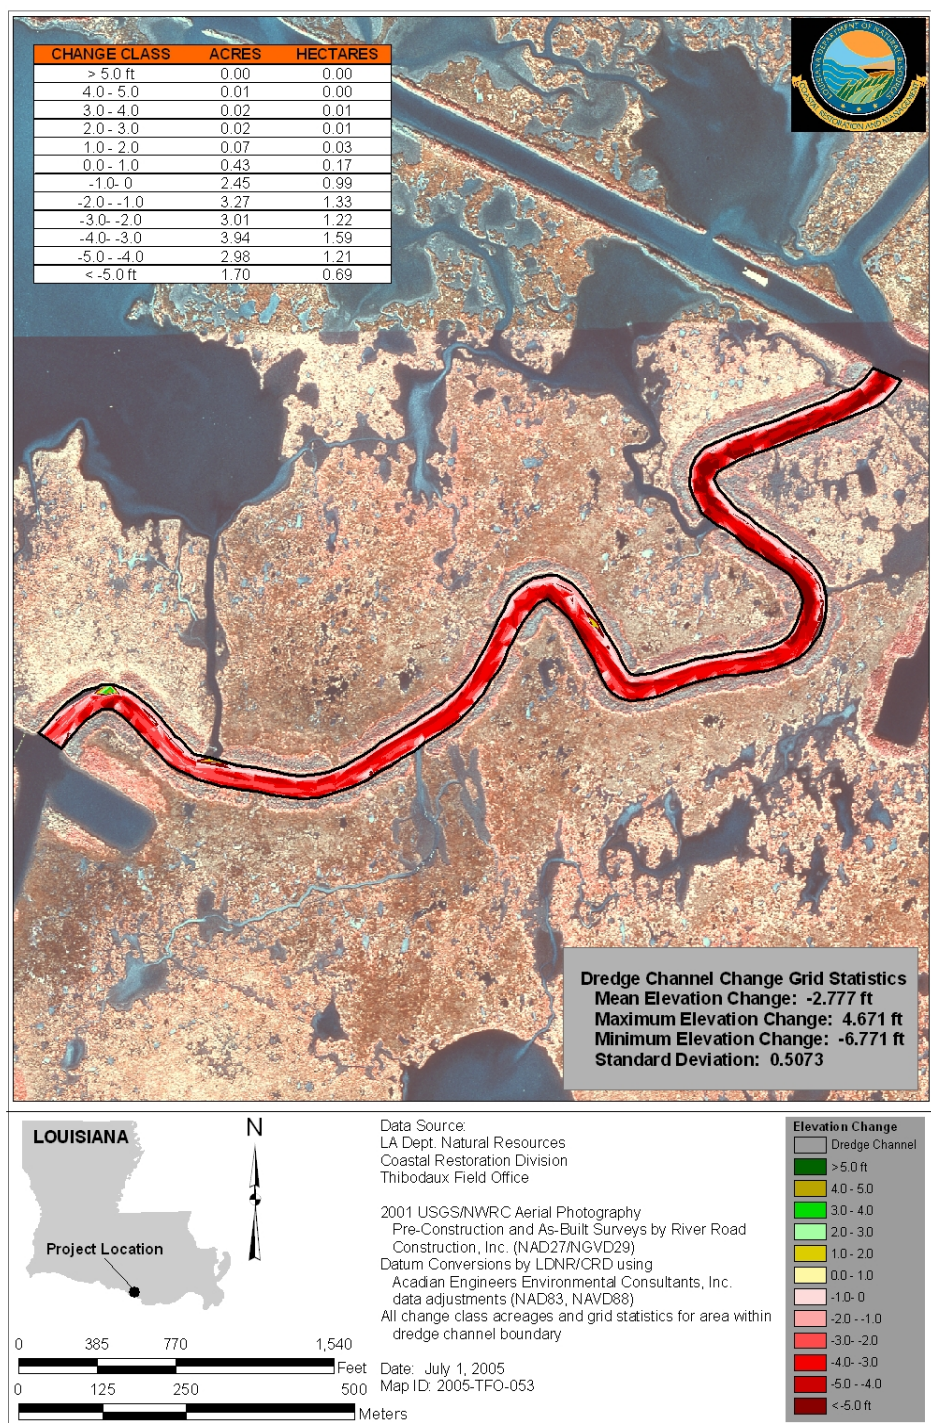 CHANGE CLASS ACRES HECTARES
> 5.0 ft 0.00 0.00
4.0 - 5.0 0.01 0.00
3.0 - 4.0 0.02 0.01
2.0 - 3.0 0.02 0.01
1.0 - 2.0 0.07 0.03
0.0 - 1.0 0.43 0.17
-1.0- 0 2.45 0.99
-2.0 - -1.0 3.27 1.33
-3.0- -2.0 3.01 1.22
-4.0- -3.0 3.94 1.59
-5.0 - -4.0 2.98 1.21
< -5.0 ft 1.70 0.69
LOUISIANA DEPARTMENT OF NATURAL RESOURCES
COASTAL RESTORATION AND MANAGEMENT
Dredge Channel Change Grid Statistics
Mean Elevation Change: -2.777 ft
Maximum Elevation Change: 4.671 ft
Minimum Elevation Change: -6.771 ft
Standard Deviation: 0.5073
LOUISIANA
Project Location
N
0 385 770 1,540
Feet
0 125 250 500
Meters
Data Source:
LA Dept. Natural Resources
Coastal Restoration Division
Thibodaux Field Office
2001 USGS/NWRC Aerial Photography
Pre-Construction and As-Built Surveys by River Road
Construction, Inc. (NAD27/NGVD29)
Datum Conversions by LDNR/CRD using
Acadian Engineers Environmental Consultants, Inc.
data adjustments (NAD83, NAVD88)
All change class acreages and grid statistics for area within
dredge channel boundary
Date: July 1, 2005
Map ID: 2005-TFO-053
Elevation Change
Dredge Channel
> 5.0 ft
4.0 - 5.0
3.0 - 4.0
2.0 - 3.0
1.0 - 2.0
0.0 - 1.0
-1.0- 0
-2.0 - -1.0
-3.0- -2.0
-4.0- -3.0
-5.0 - -4.0
< -5.0 ft